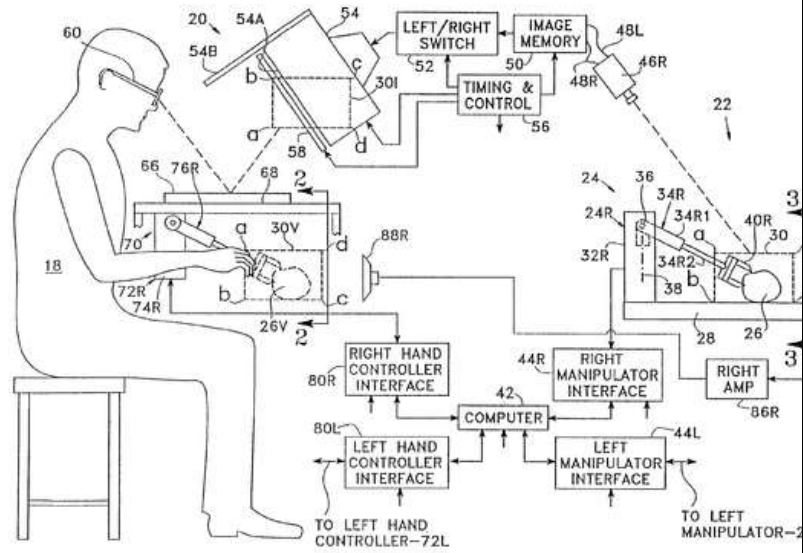 60
20
54A
54
54B
LEFT/RIGHT
SWITCH
52
IMAGE
MEMORY
50
48L
48R
46R
TIMING &
CONTROL
56
b
c
30I
a
58
d
22
66
76R
68
2
70
a
30V
d
88R
18
b
c
72R
74R
26V
2
24
36
34R
34R1
40R
3
24R
a
30
32R
34R2
b
38
28
26
3
RIGHT HAND
CONTROLLER
INTERFACE
80R
44R
RIGHT
MANIPULATOR
INTERFACE
RIGHT
AMP
86R
42
COMPUTER
80L
LEFT HAND
CONTROLLER
INTERFACE
44L
LEFT
MANIPULATOR
INTERFACE
TO LEFT HAND
CONTROLLER-72L
TO LEFT
MANIPULATOR-2